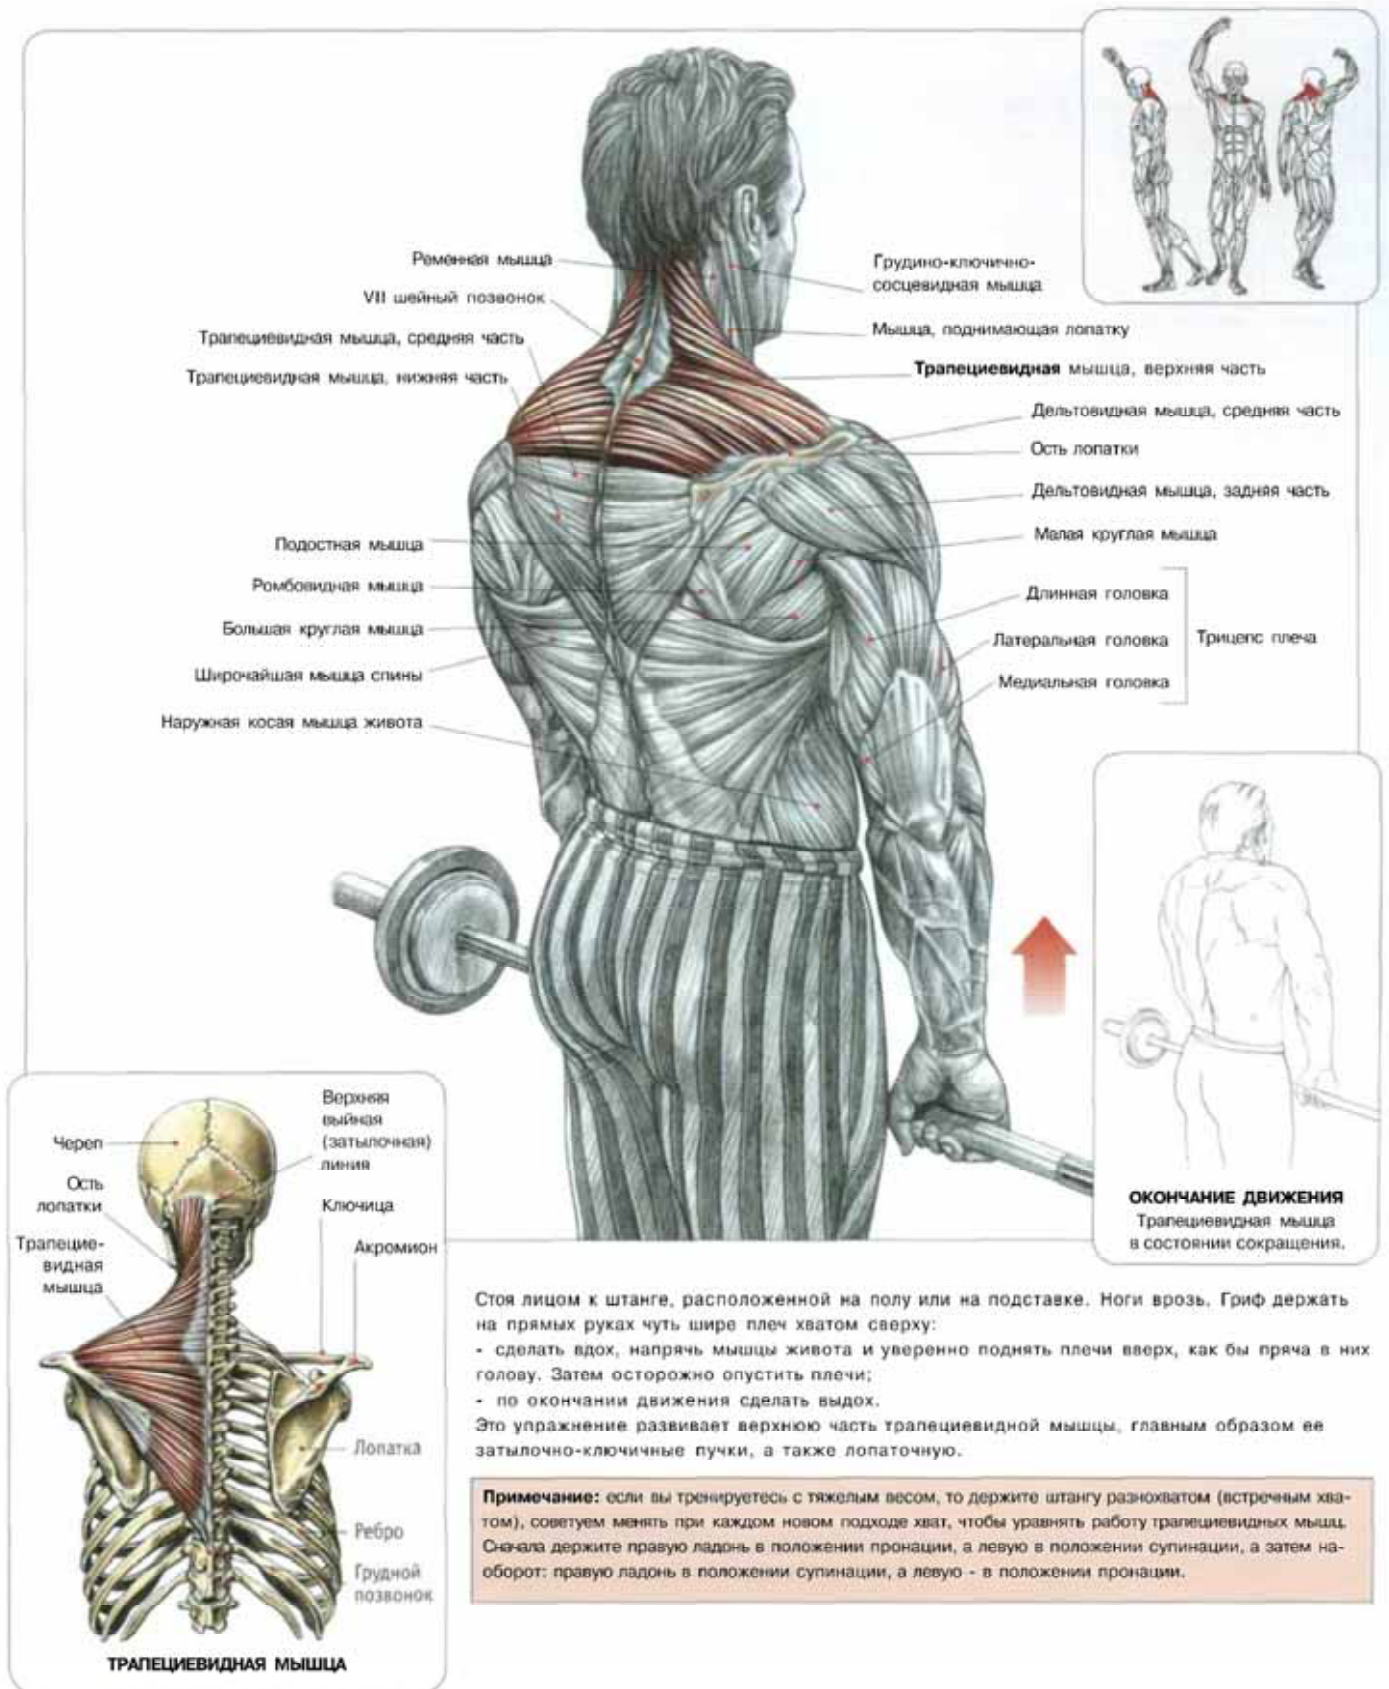 Ременная мышца
VII шейный позвонок
Трапециевидная мышца, средняя часть
Трапециевидная мышца, нижняя часть
Подостная мышца
Ромбовидная мышца
Большая круглая мышца
Широчайшая мышца спины
Наружная косая мышца живота
Грудино-ключично-
сосцевидная мышца
Мышца, поднимающая лопатку
Трапециевидная мышца, верхняя часть
Дельтовидная мышца, средняя часть
Ость лопатки
Дельтовидная мышца, задняя часть
Малая круглая мышца
Длинная головка
Латеральная головка
Медиальная головка
Трицепс плеча
ОКОНЧАНИЕ ДВИЖЕНИЯ
Трапециевидная мышца
в состоянии сокращения.
Череп
Ость
лопатки
Трапецие-
видная
мышца
Верхняя
выйная
(затылочная)
линия
Ключица
Акромион
Лопатка
Ребро
Грудной
позвонок
ТРАПЕЦИЕВИДНАЯ МЫШЦА
Стоя лицом к штанге, расположенной на полу или на подставке. Ноги врозь. Гриф держать
на прямых руках чуть шире плеч хватом сверху:
- сделать вдох, напрячь мышцы живота и уверенно поднять плечи вверх, как бы пряча в них
голову. Затем осторожно опустить плечи;
- по окончании движения сделать выдох.
Это упражнение развивает верхнюю часть трапециевидной мышцы, главным образом ее
затылочно-ключичные пучки, а также лопаточную.
Примечание: если вы тренируетесь с тяжелым весом, то держите штангу разнохватом (встречным хва-
том), советуем менять при каждом новом подходе хват, чтобы уравнять работу трапециевидных мышц.
Сначала держите правую ладонь в положении пронации, а левую в положении супинации, а затем на-
оборот: правую ладонь в положении супинации, а левую - в положении пронации.